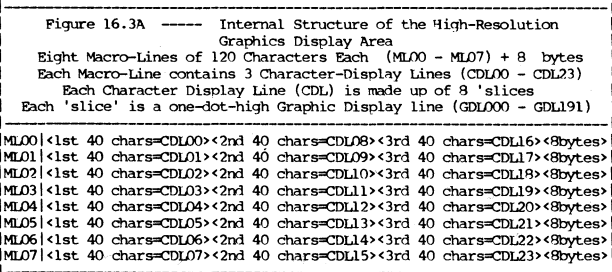 Figure 16.3A ----- Internal Structure of the High-Resolution
Graphics Display Area
Eight Macro-Lines of 120 Characters Each (ML00 - ML07) + 8 bytes
Each Macro-Line contains 3 Character-Display Lines (CDL00 - CDL23)
Each Character Display Line (CDL) is made up of 8 'slices
Each 'slice' is a one-dot-high Graphic Display line (GDL000 - GDL191)
ML00|<1st 40 chars=CDL00><2nd 40 chars=CDL08><3rd 40 chars=CDL16><8bytes>
ML01|<1st 40 chars=CDL01><2nd 40 chars=CDL09><3rd 40 chars=CDL17><8bytes>
ML02|<1st 40 chars=CDL02><2nd 40 chars=CDL10><3rd 40 chars=CDL18><8bytes>
ML03|<1st 40 chars=CDL03><2nd 40 chars=CDL11><3rd 40 chars=CDL19><8bytes>
ML04|<1st 40 chars=CDL04><2nd 40 chars=CDL12><3rd 40 chars=CDL20><8bytes>
ML05|<1st 40 chars=CDL05><2nd 40 chars=CDL13><3rd 40 chars=CDL21><8bytes>
ML06|<1st 40 chars=CDL06><2nd 40 chars=CDL14><3rd 40 chars=CDL22><8bytes>
ML07|<1st 40 chars=CDL07><2nd 40 chars=CDL15><3rd 40 chars=CDL23><8bytes>